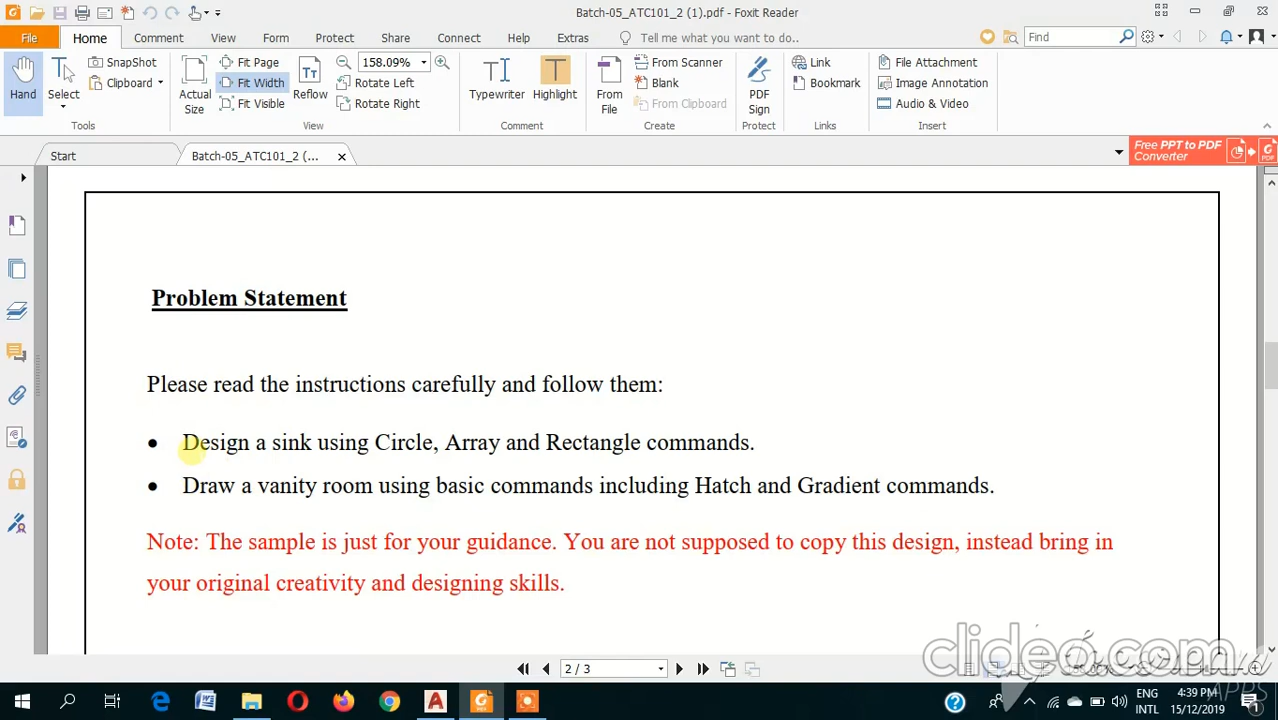 Batch-05_ATC101_2 (1).pdf - Foxit Reader
File Home Comment View Form Protect Share Connect Help Extras Tell me what you want to do... Find
Hand
Select
SnapShot
Clipboard
Tools
Actual
Size
Fit Page
Fit Width
Fit Visible
Reflow
158.09%
Rotate Left
Rotate Right
View
Typewriter
Highlight
Comment
From
File
From Scanner
Blank
From Clipboard
Create
PDF
Sign
Protect
Link
Bookmark
Links
File Attachment
Image Annotation
Audio & Video
Insert
Start
Batch-05_ATC101_2 (...
Free PPT to PDF
Converter
Problem Statement
Please read the instructions carefully and follow them:
• Design a sink using Circle, Array and Rectangle commands.
• Draw a vanity room using basic commands including Hatch and Gradient commands.
Note: The sample is just for your guidance. You are not supposed to copy this design, instead bring in
your original creativity and designing skills.
2 / 3
clideo.com
APPS
ENG
INTL
4:39 PM
15/12/2019